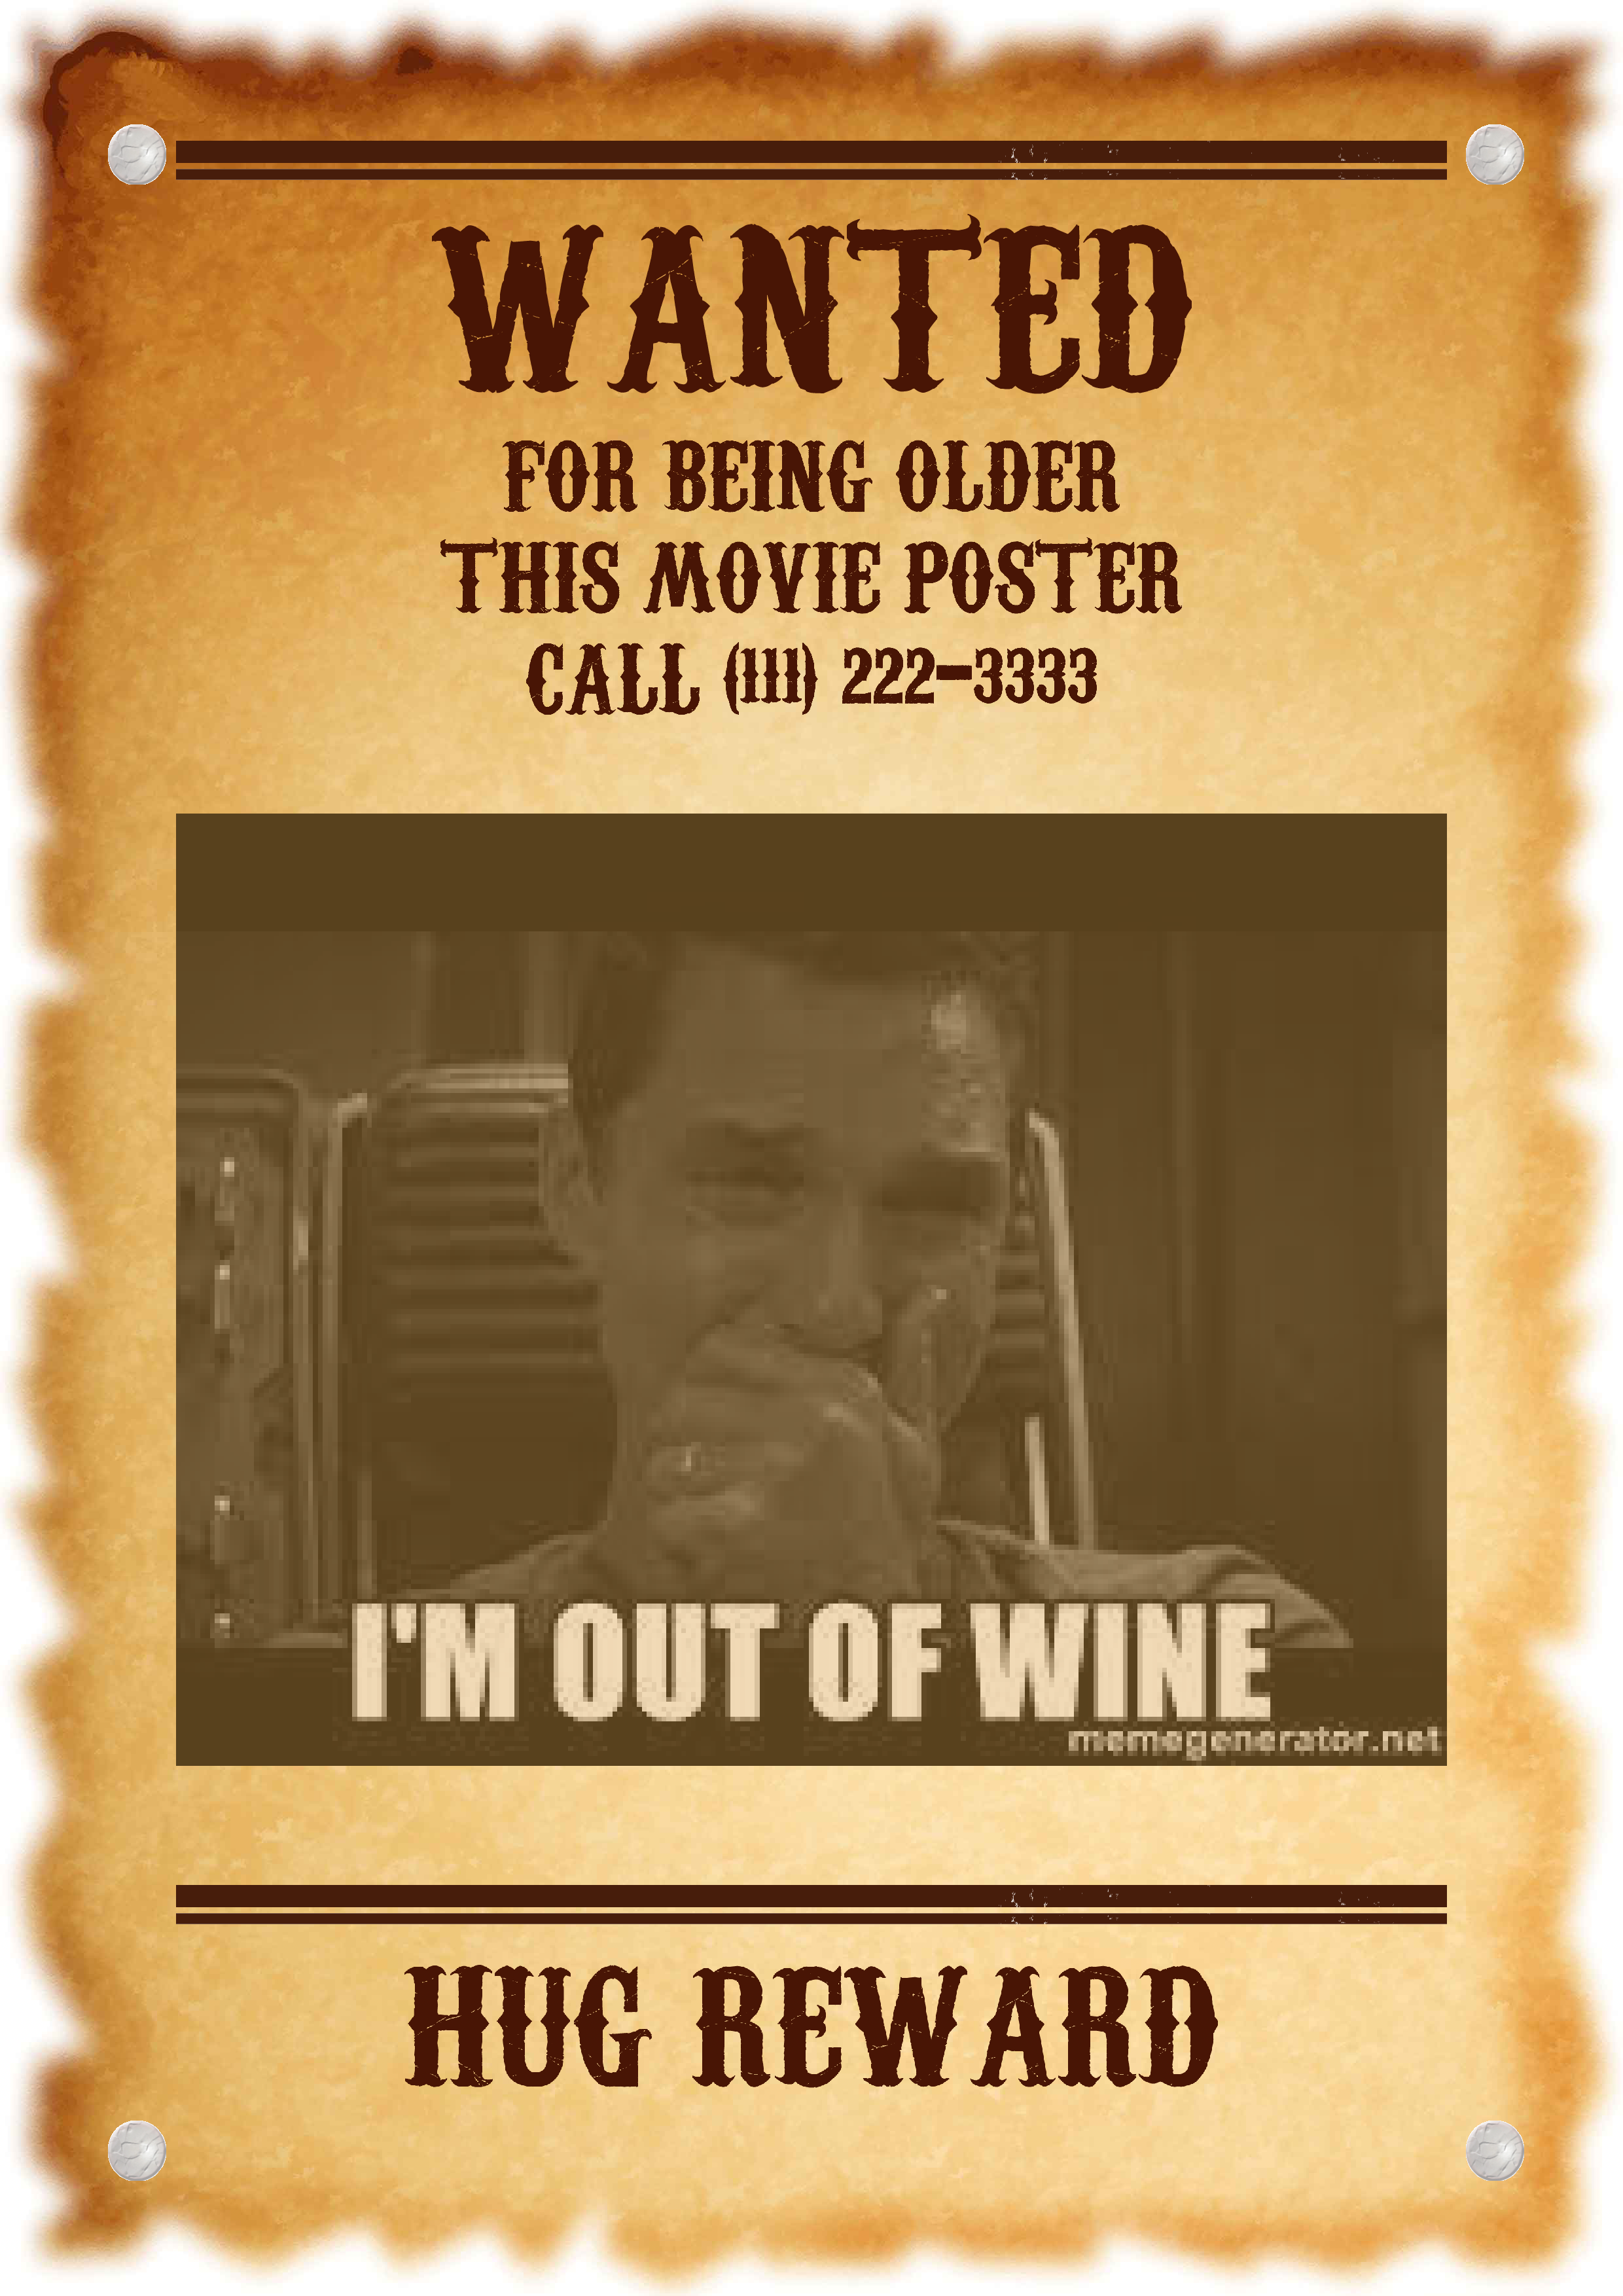 WANTED
FOR BEING OLDER
THIS MOVIE POSTER
CALL (111) 222-3333
I'M OUT OF WINE
memegenerator.net
HUG REWARD